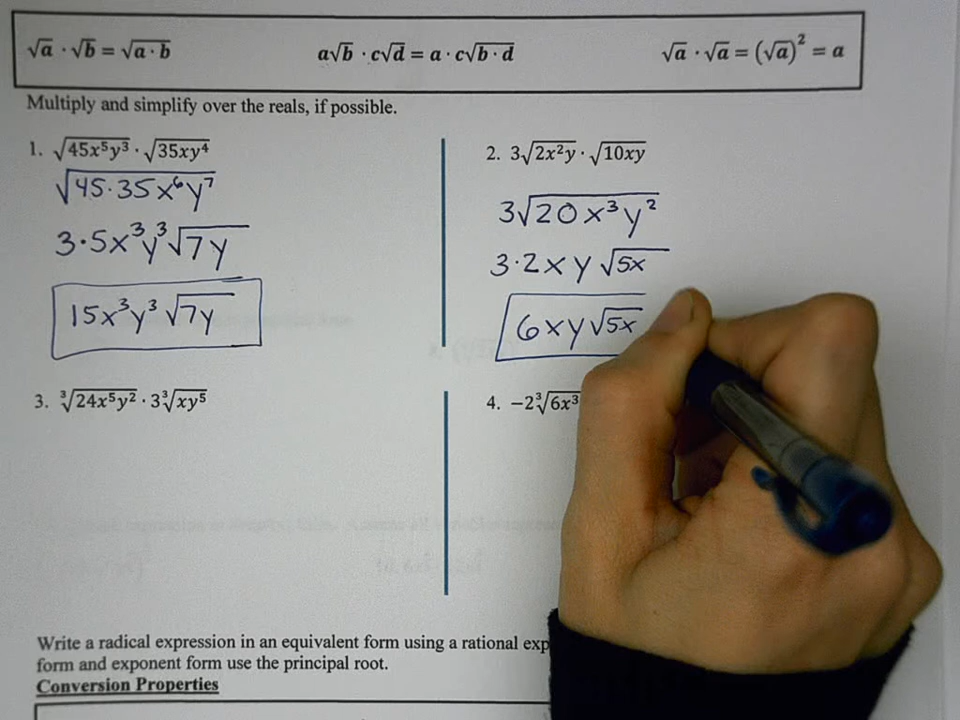 √a · √b = √a · b
a√b · c√d = a · c√b · d
√a · √a = (√a)² = a
Multiply and simplify over the reals, if possible.
1. √45x⁵y³ · √35xy⁴
√45·35x⁶y⁷
3·5x³y³√7y
15x³y³√7y
2. 3√2x²y · √10xy
3√20x³y²
3·2xy√5x
6xy√5x
3. ∛24x⁵y² · 3∛xy⁵
4. −2∛6x³
Write a radical expression in an equivalent form using a rational exp
form and exponent form use the principal root.
Conversion Properties